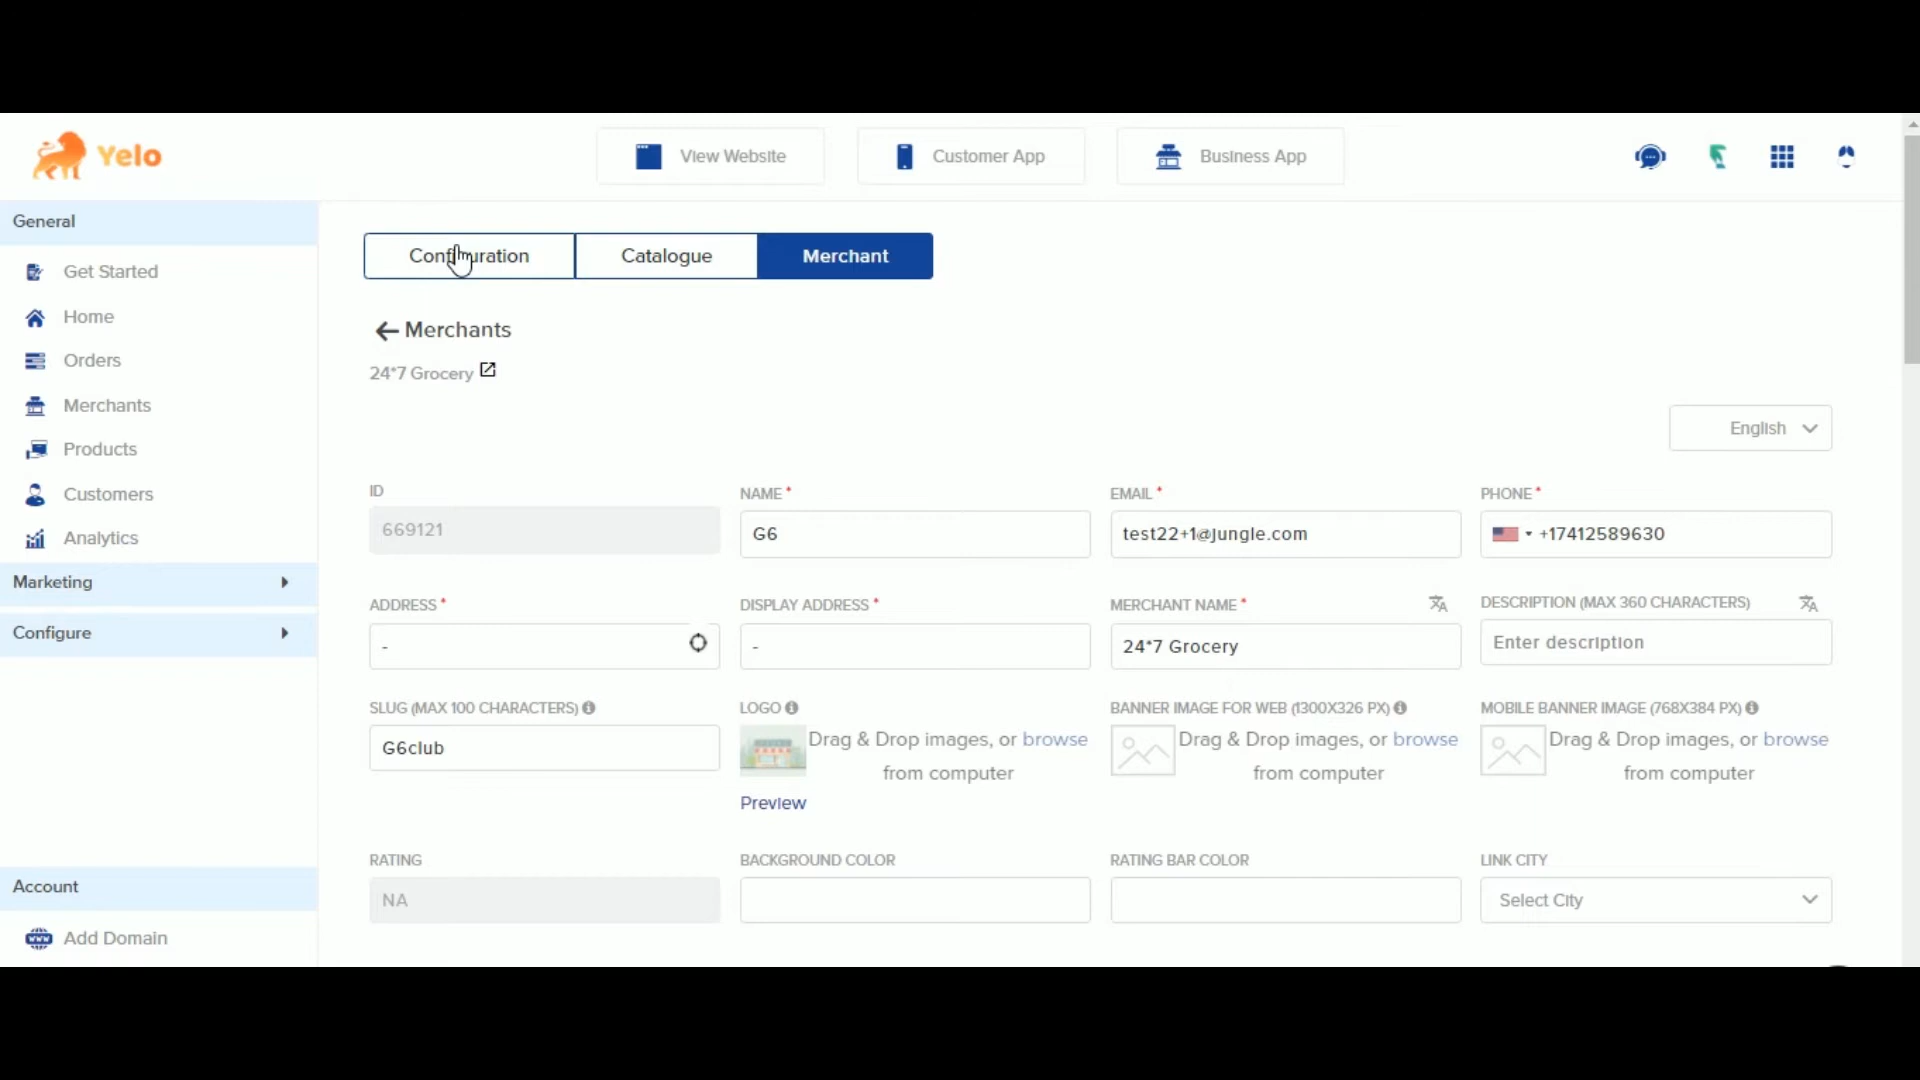 Yelo
View Website
Customer App
Business App
General
Get Started
Home
Orders
Merchants
Products
Customers
Analytics
Marketing
Configure
Account
Add Domain
Configuration
Catalogue
Merchant
Merchants
24*7 Grocery
English
ID
669121
NAME *
G6
EMAIL *
test22+1@jungle.com
PHONE *
+17412589630
ADDRESS *
-
DISPLAY ADDRESS *
-
MERCHANT NAME *
24*7 Grocery
DESCRIPTION (MAX 360 CHARACTERS)
Enter description
SLUG (MAX 100 CHARACTERS)
G6club
LOGO
Drag & Drop images, or browse
from computer
Preview
BANNER IMAGE FOR WEB (1300X326 PX)
Drag & Drop images, or browse
from computer
MOBILE BANNER IMAGE (768X384 PX)
Drag & Drop images, or browse
from computer
RATING
NA
BACKGROUND COLOR
RATING BAR COLOR
LINK CITY
Select City